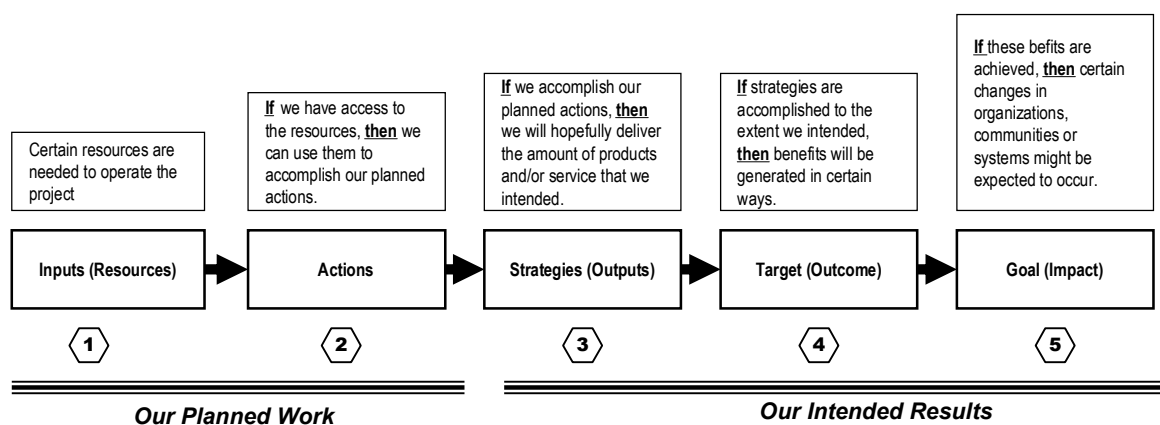 Certain resources are
needed to operate the
project
If we have access to
the resources, then we
can use them to
accomplish our planned
actions.
If we accomplish our
planned actions, then
we will hopefully deliver
the amount of products
and/or service that we
intended.
If strategies are
accomplished to the
extent we intended,
then benefits will be
generated in certain
ways.
If these befits are
achieved, then certain
changes in
organizations,
communities or
systems might be
expected to occur.
Inputs (Resources)
Actions
Strategies (Outputs)
Target (Outcome)
Goal (Impact)
1
2
3
4
5
Our Planned Work
Our Intended Results